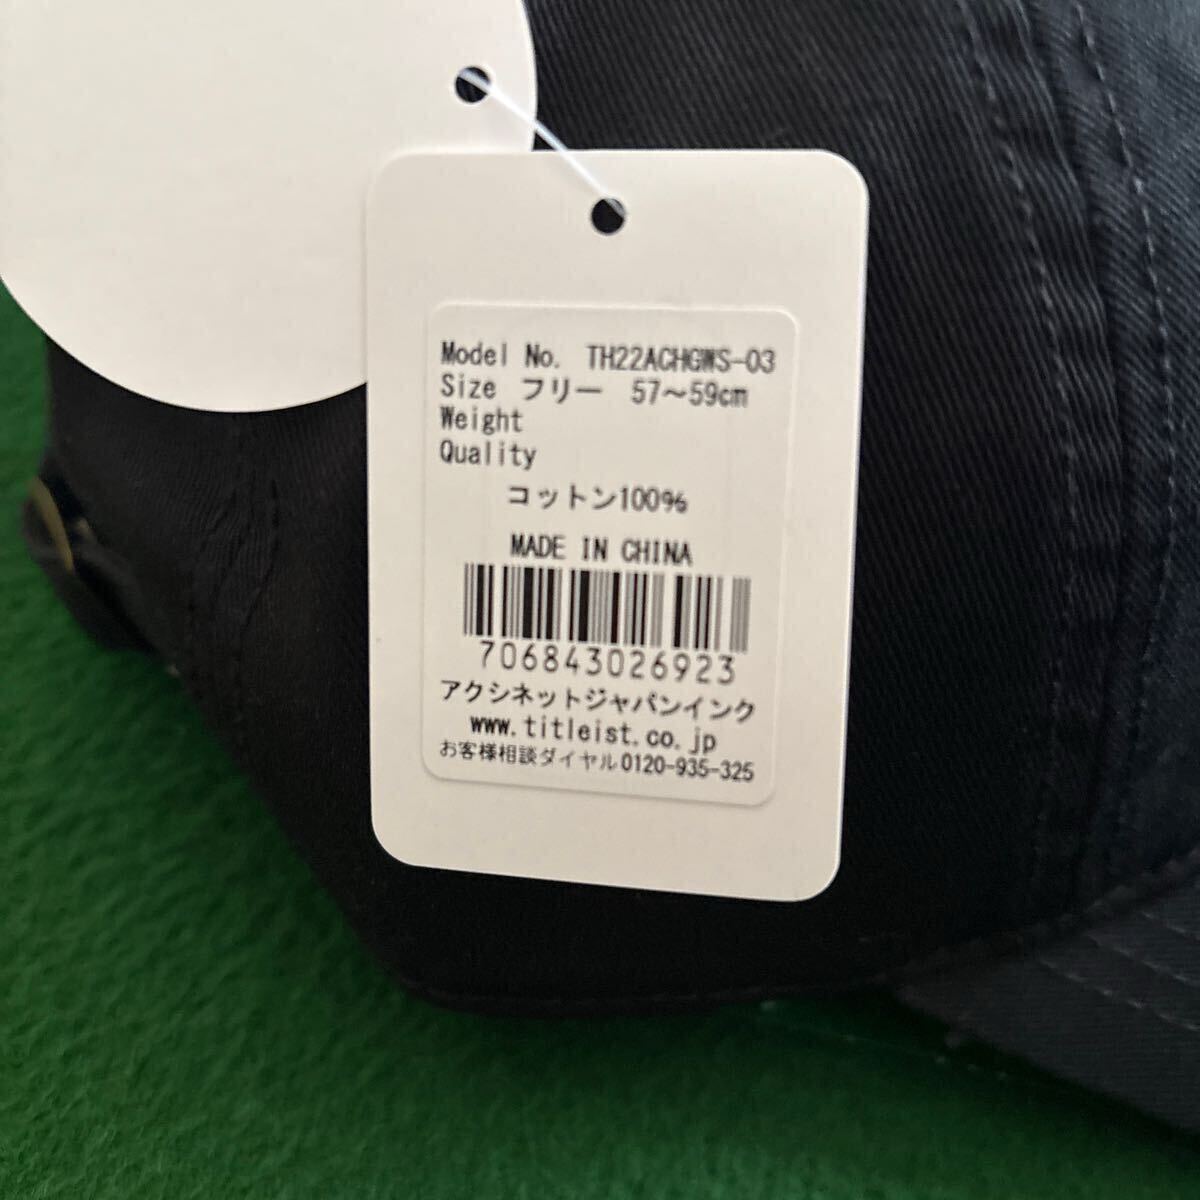 Model No. TH22ACHGWS-03
Size フリー 57～59cm
Weight
Quality
コットン100%
MADE IN CHINA
706843026923
アクシネットジャパンインク
www.titleist.co.jp
お客様相談ダイヤル0120-935-325